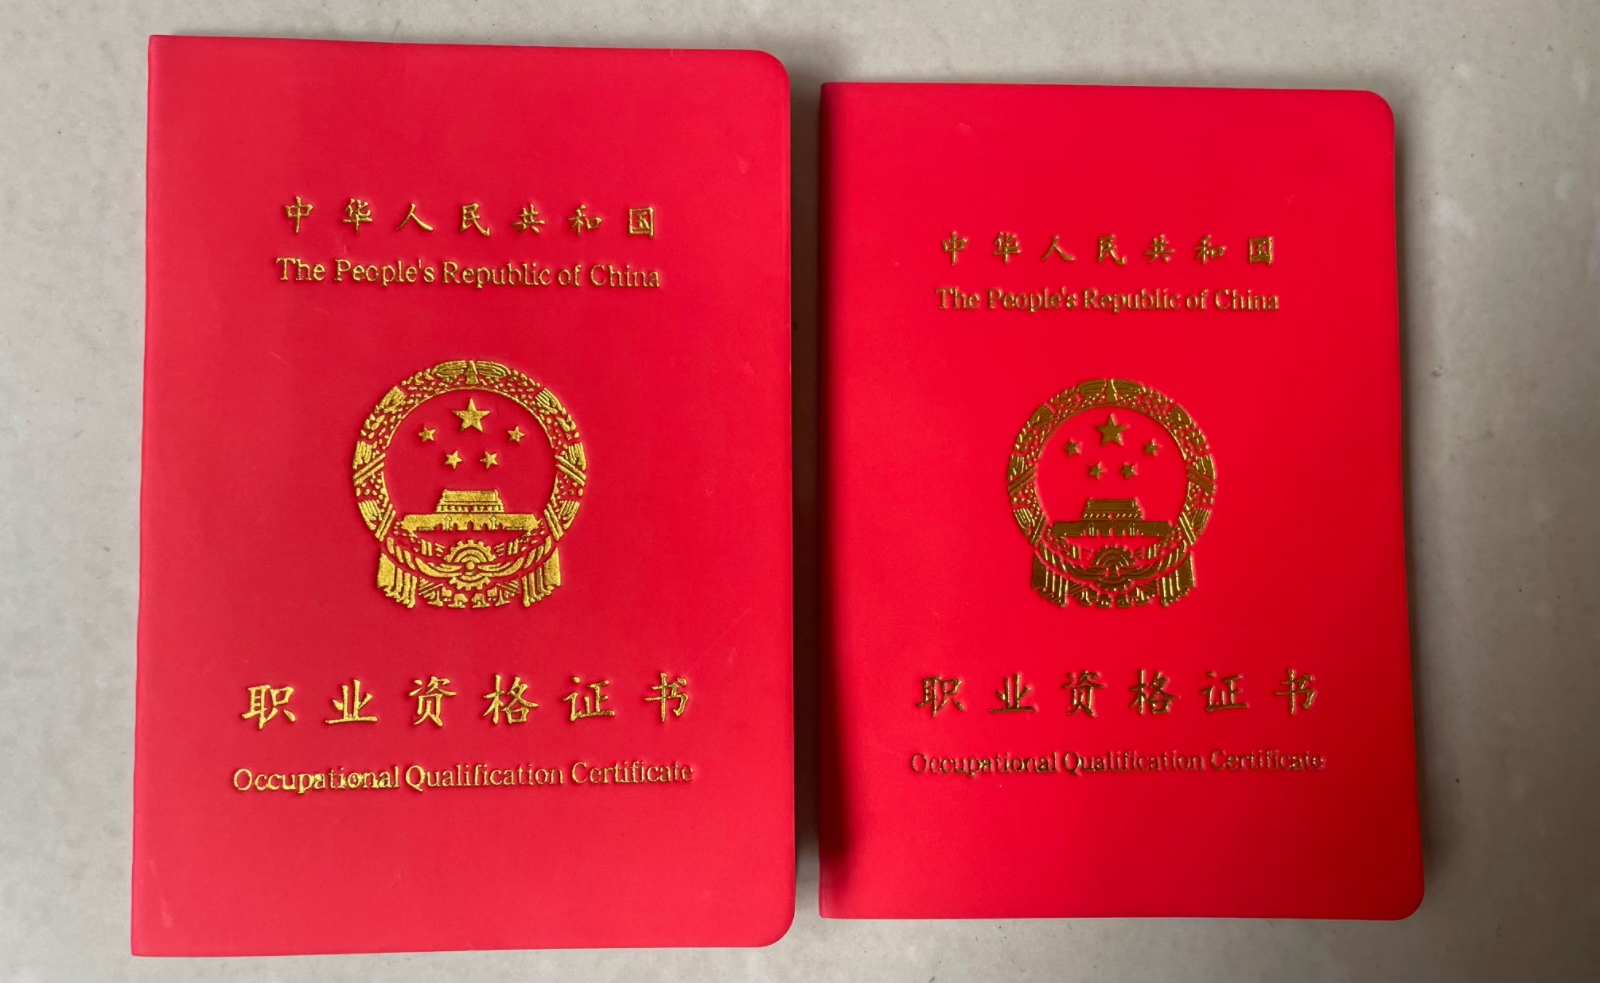 中华人民共和国
The People's Republic of China
职业资格证书
Occupational Qualification Certificate
中华人民共和国
The People's Republic of China
职业资格证书
Occupational Qualification Certificate